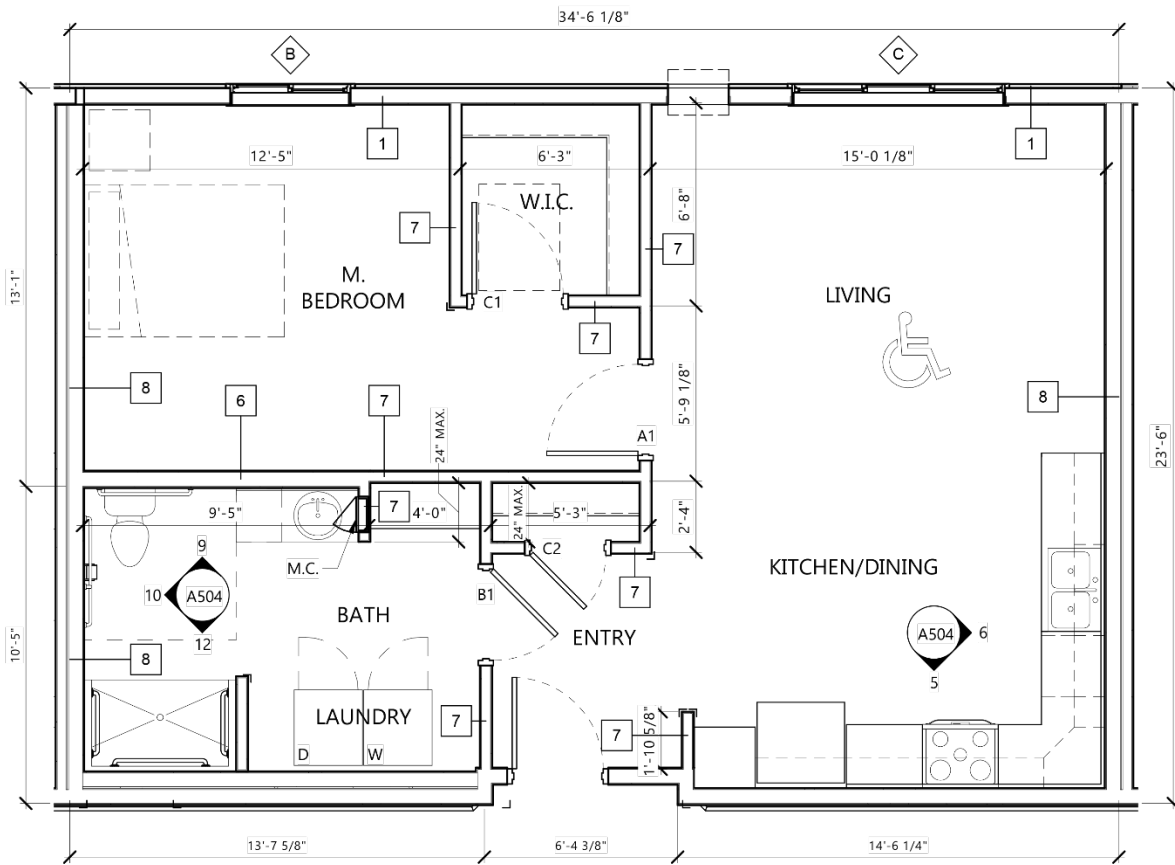 34'-6 1/8"
B
C
1
1
12'-5"
6'-3"
15'-0 1/8"
W.I.C.
6'-8"
7
7
M.
BEDROOM
13'-1"
C1
LIVING
7
8
6
7
24" MAX.
5'-9 1/8"
8
A1
23'-6"
9'-5"
7
4'-0"
24" MAX.
5'-3"
2'-4"
M.C.
C2
9
10
A504
12
B1
7
KITCHEN/DINING
BATH
ENTRY
A504
6
5
10'-5"
8
LAUNDRY
D
W
7
7
1'-10 5/8"
13'-7 5/8"
6'-4 3/8"
14'-6 1/4"